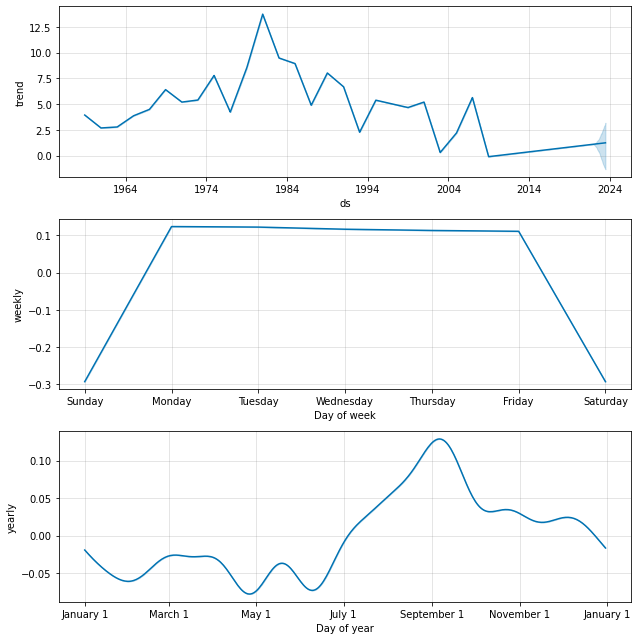 12.5
10.0
7.5
5.0
2.5
0.0
trend
1964 1974 1984 1994 2004 2014 2024
ds
0.1
0.0
−0.1
−0.2
−0.3
weekly
Sunday Monday Tuesday Wednesday Thursday Friday Saturday
Day of week
0.10
0.05
0.00
−0.05
yearly
January 1 March 1 May 1 July 1 September 1 November 1 January 1
Day of year